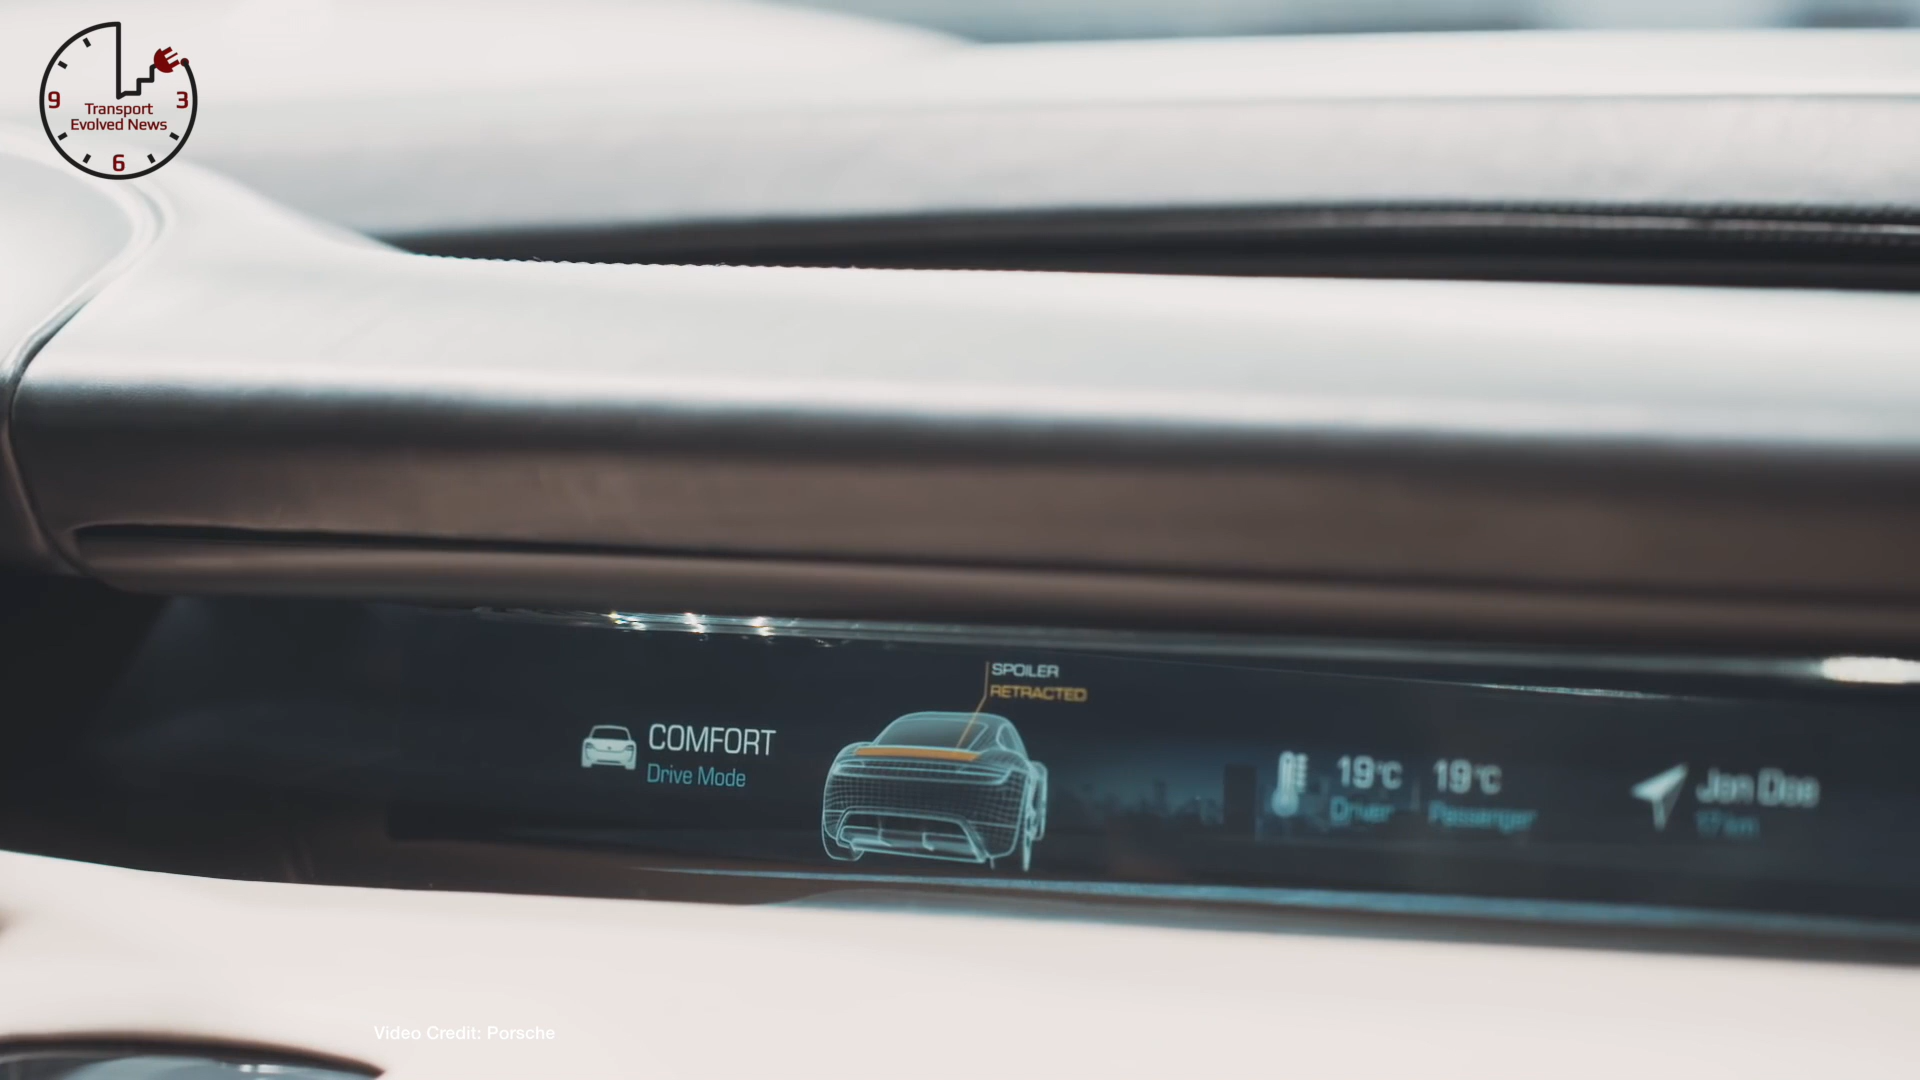 9
3
Transport
Evolved News
6
SPOILER
RETRACTED
COMFORT
Drive Mode
19°C 19°C
Driver Passenger
Video Credit: Porsche